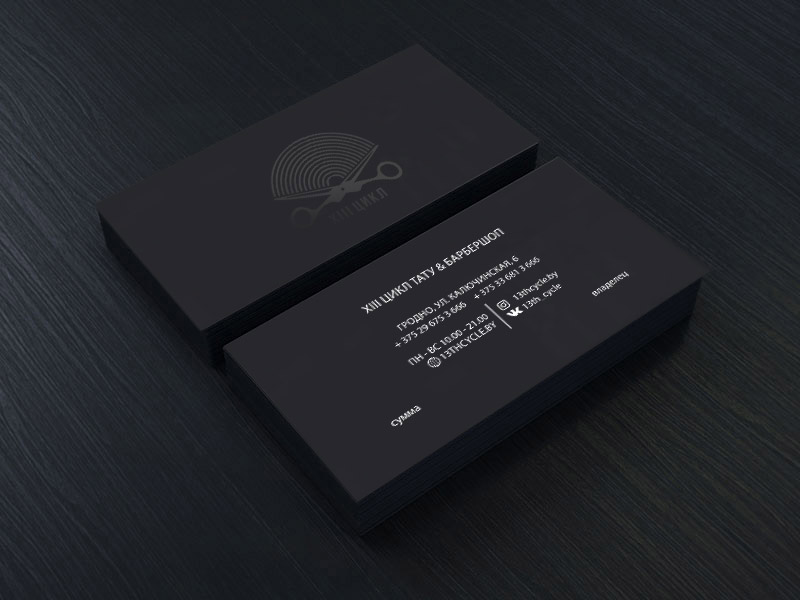 XIII ЦИКЛ
XIII ЦИКЛ ТАТУ & БАРБЕРШОП
ГРОДНО, УЛ. КАЛЮЧИНСКАЯ, 6
+375 29 675 3 666 +375 33 681 3 666
ПН - ВС 10.00 - 21.00
13THCYCLE.BY
13thcycle.by
13th_cycle
сумма
владелец